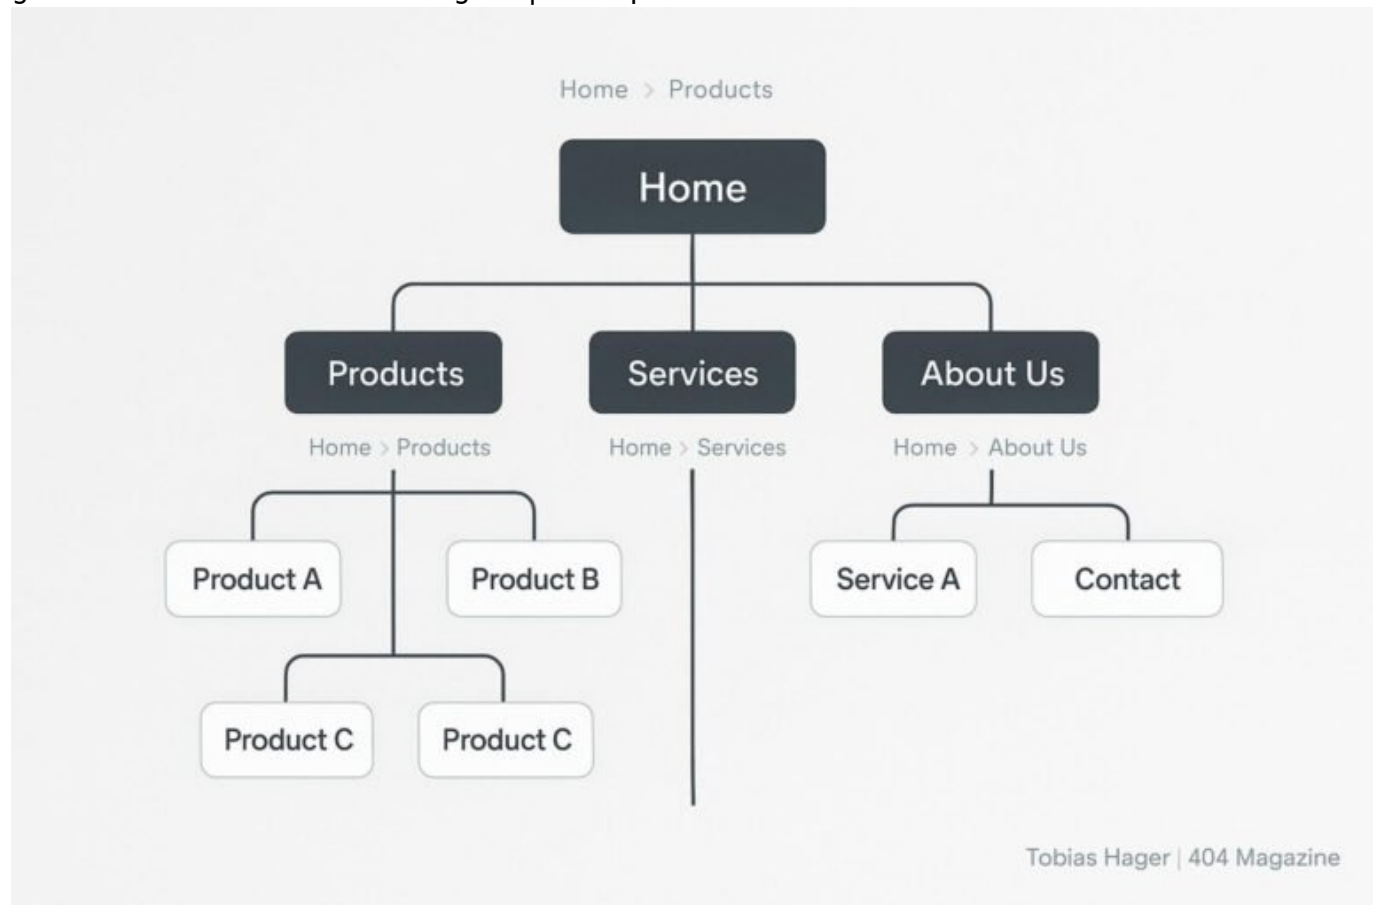 Home > Products
Home
Products
Services
About Us
Home > Products
Home > Services
Home > About Us
Product A
Product B
Service A
Contact
Product C
Product C
Tobias Hager | 404 Magazine